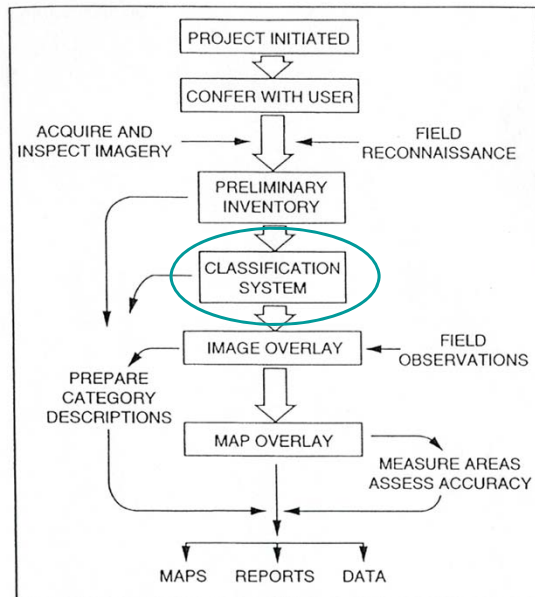 PROJECT INITIATED
CONFER WITH USER
ACQUIRE AND
INSPECT IMAGERY
FIELD
RECONNAISSANCE
PRELIMINARY
INVENTORY
CLASSIFICATION
SYSTEM
IMAGE OVERLAY
FIELD
OBSERVATIONS
PREPARE
CATEGORY
DESCRIPTIONS
MAP OVERLAY
MEASURE AREAS
ASSESS ACCURACY
MAPS
REPORTS
DATA